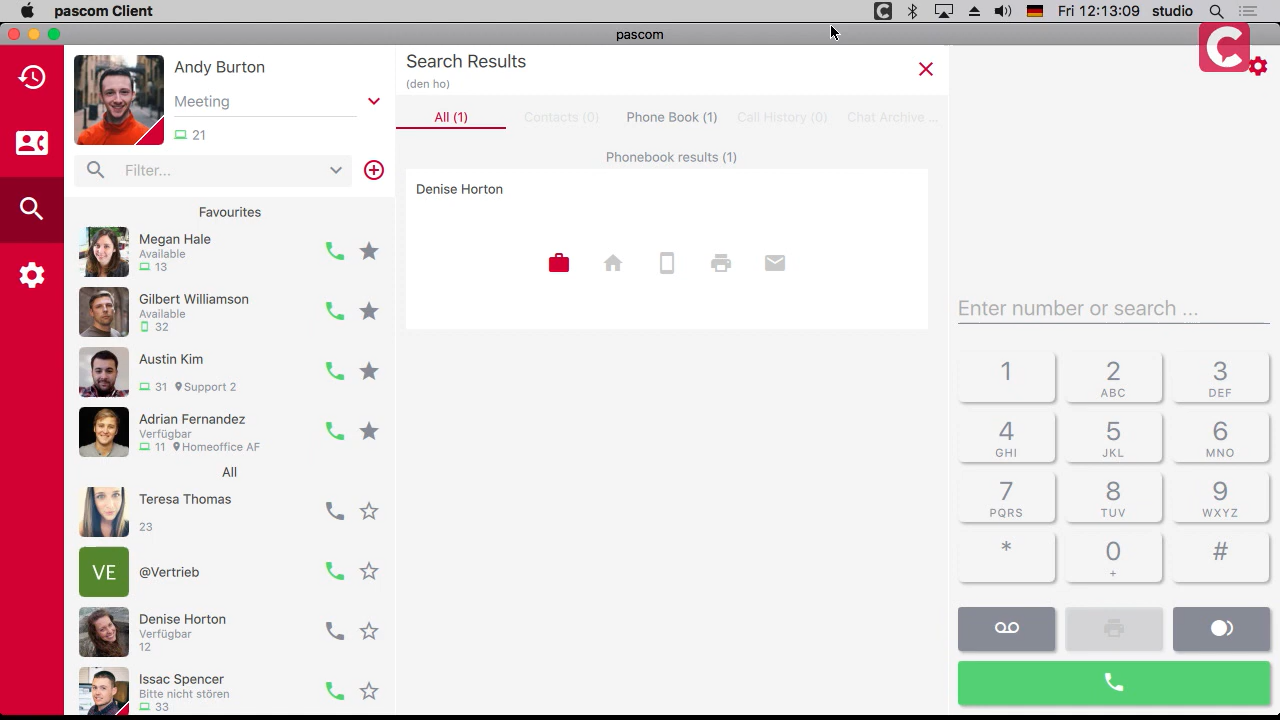 pascom Client
Fri 12:13:09 studio
pascom
Andy Burton
Meeting
21
Filter...
Favourites
Megan Hale
Available
13
Gilbert Williamson
Available
32
Austin Kim
31 Support 2
Adrian Fernandez
Verfügbar
11 Homeoffice AF
All
Teresa Thomas
23
VE @Vertrieb
Denise Horton
Verfügbar
12
Issac Spencer
Bitte nicht stören
33
Search Results
(den ho)
All (1) Contacts (0) Phone Book (1) Call History (0) Chat Archive ...
Phonebook results (1)
Denise Horton
Enter number or search ...
1 2 3
ABC DEF
4 5 6
GHI JKL MNO
7 8 9
PQRS TUV WXYZ
* 0 #
+